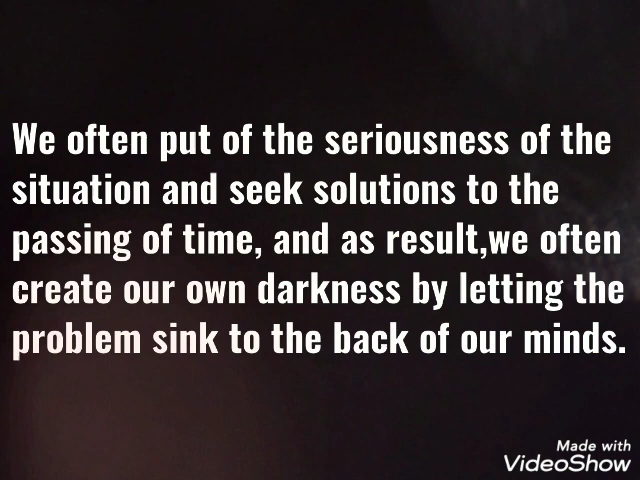 We often put of the seriousness of the
situation and seek solutions to the
passing of time, and as result,we often
create our own darkness by letting the
problem sink to the back of our minds.
Made with
VideoShow